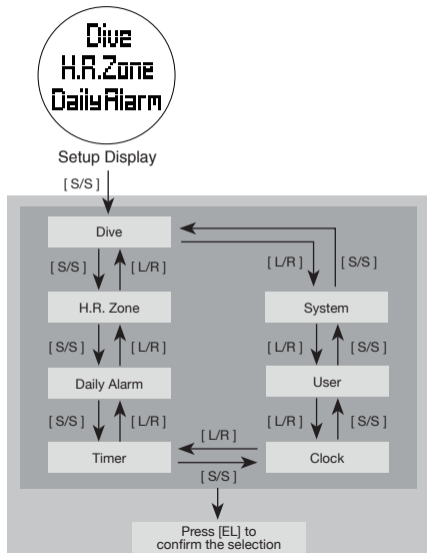 Dive
H.R.Zone
Daily Alarm
Setup Display
[ S/S ]
Dive
[ S/S ] [ L/R ] [ L/R ] [ S/S ]
H.R. Zone System
[ S/S ] [ L/R ] [ L/R ] [ S/S ]
Daily Alarm User
[ S/S ] [ L/R ] [ L/R ] [ S/S ]
[ L/R ]
Timer Clock
[ S/S ]
Press [EL] to
confirm the selection